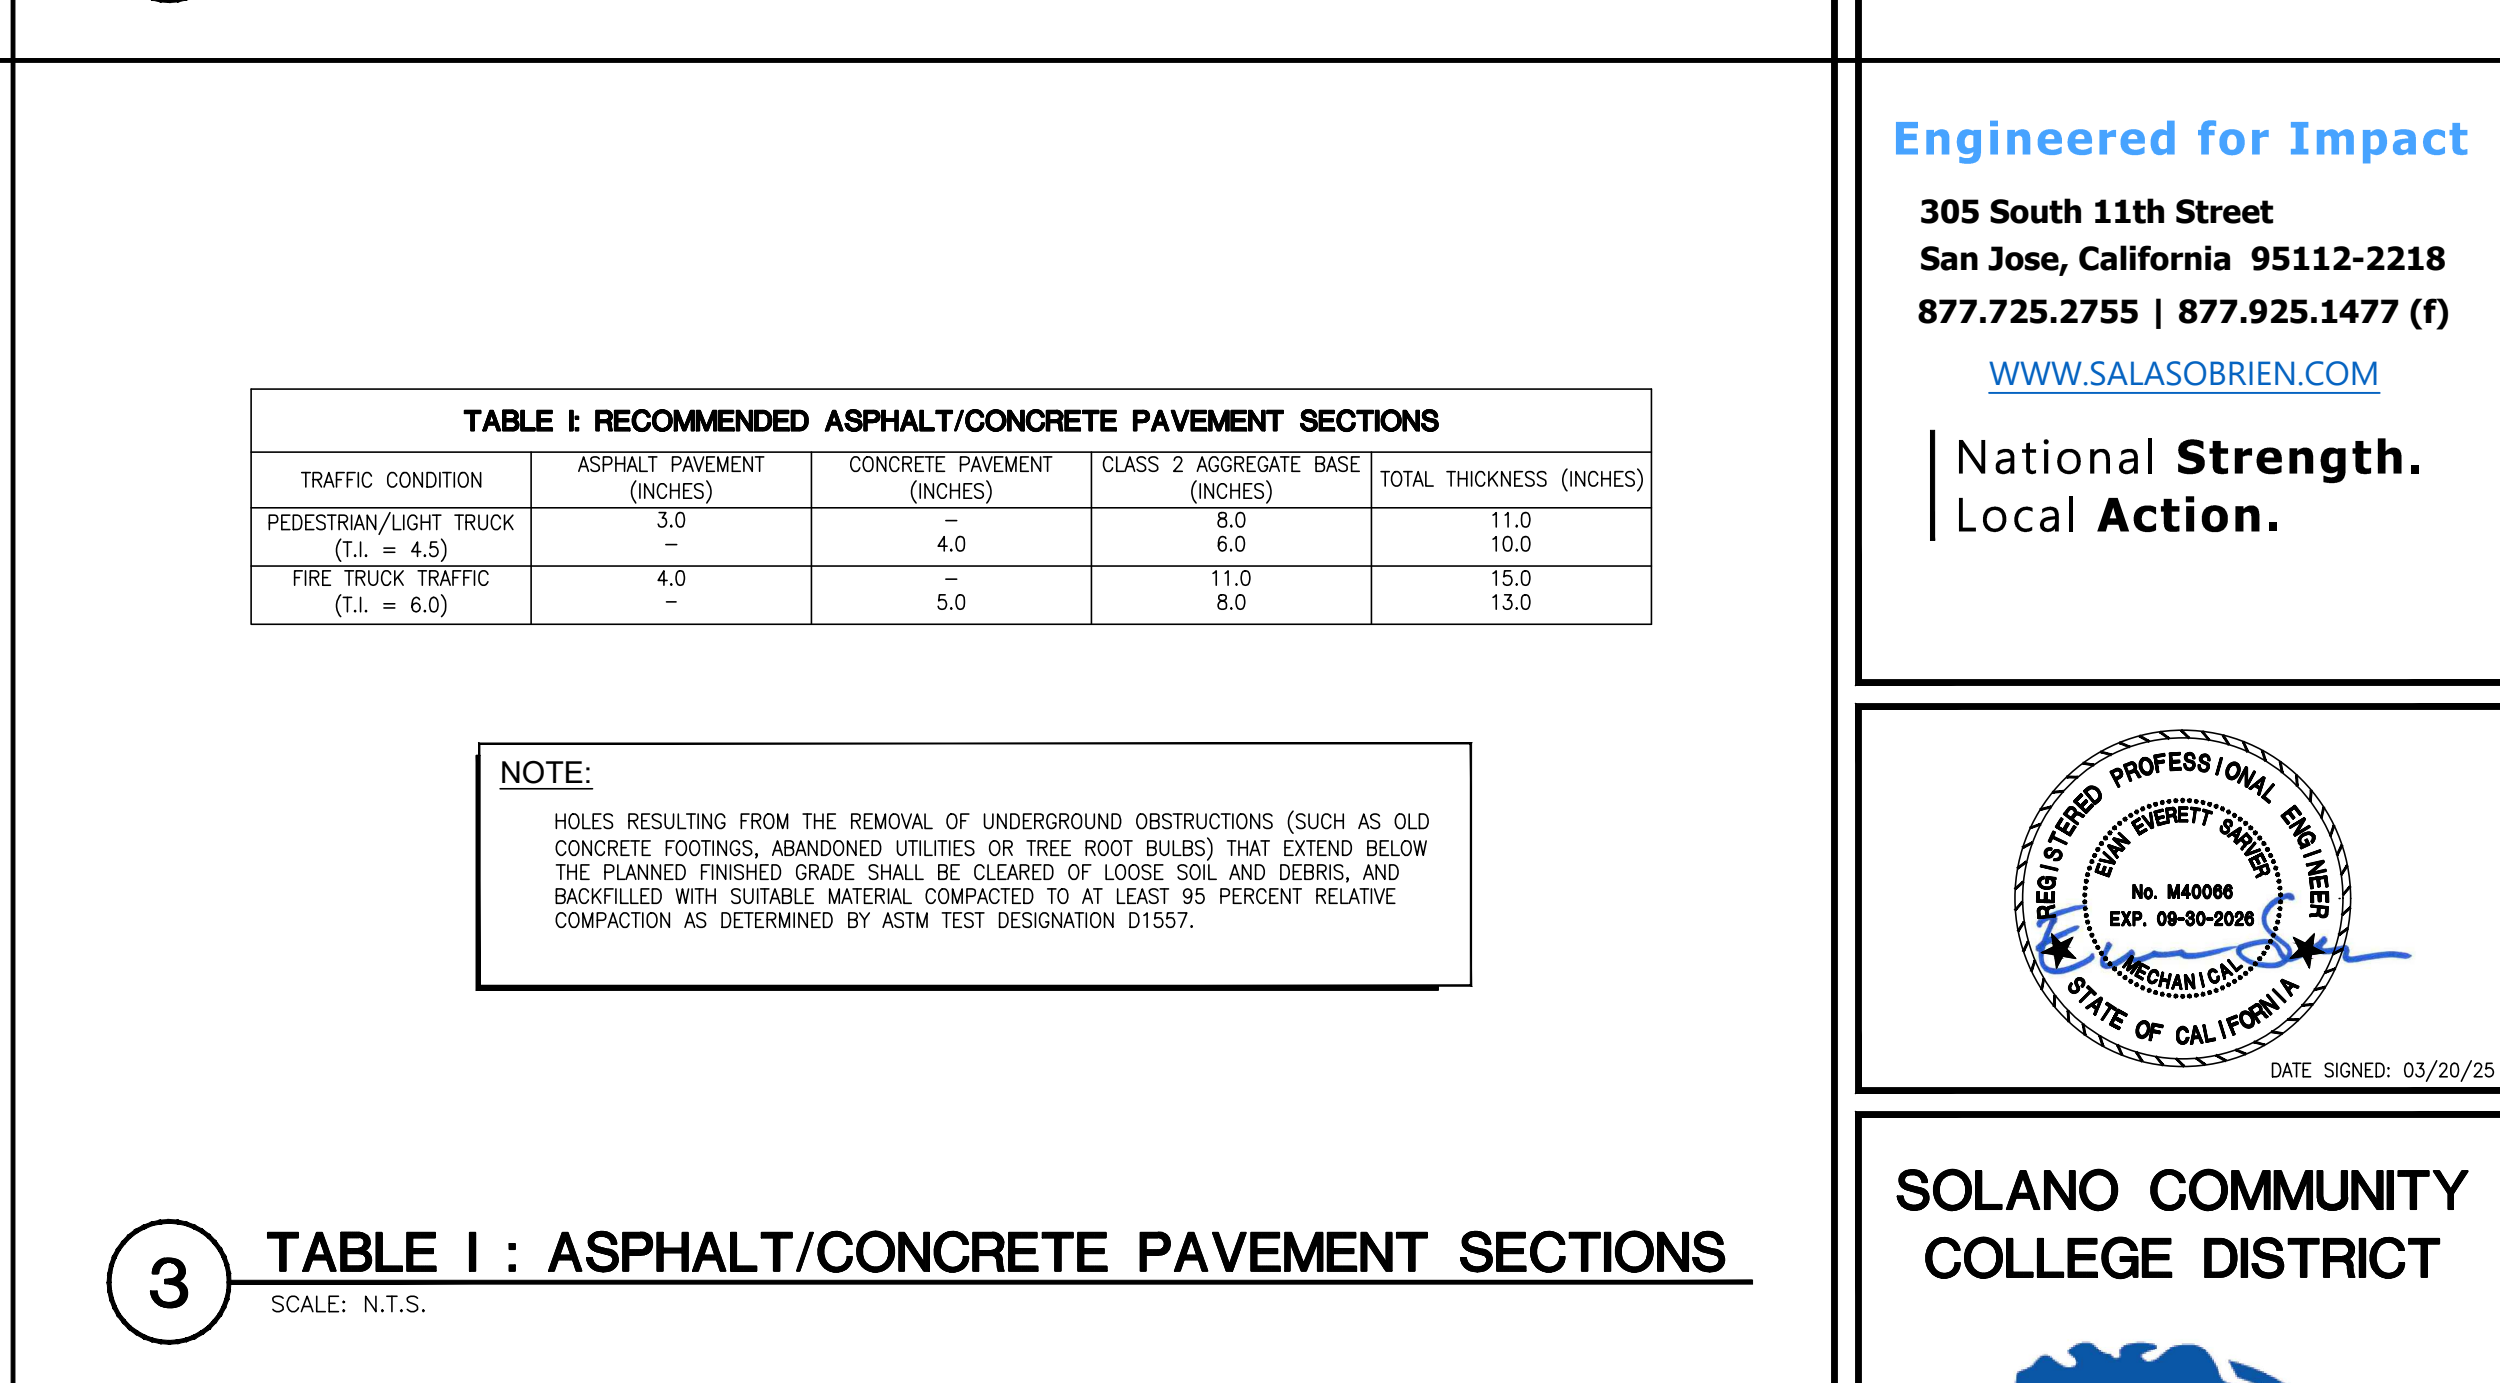 TABLE I: RECOMMENDED ASPHALT/CONCRETE PAVEMENT SECTIONS
TRAFFIC CONDITION
ASPHALT PAVEMENT
(INCHES)
CONCRETE PAVEMENT
(INCHES)
CLASS 2 AGGREGATE BASE
(INCHES)
TOTAL THICKNESS (INCHES)
PEDESTRIAN/LIGHT TRUCK
(T.I. = 4.5)
3.0 – 8.0 11.0
– 4.0 6.0 10.0
FIRE TRUCK TRAFFIC
(T.I. = 6.0)
4.0 – 11.0 15.0
– 5.0 8.0 13.0
NOTE:
HOLES RESULTING FROM THE REMOVAL OF UNDERGROUND OBSTRUCTIONS (SUCH AS OLD
CONCRETE FOOTINGS, ABANDONED UTILITIES OR TREE ROOT BULBS) THAT EXTEND BELOW
THE PLANNED FINISHED GRADE SHALL BE CLEARED OF LOOSE SOIL AND DEBRIS, AND
BACKFILLED WITH SUITABLE MATERIAL COMPACTED TO AT LEAST 95 PERCENT RELATIVE
COMPACTION AS DETERMINED BY ASTM TEST DESIGNATION D1557.
3
TABLE I : ASPHALT/CONCRETE PAVEMENT SECTIONS
SCALE: N.T.S.
Engineered for Impact
305 South 11th Street
San Jose, California 95112-2218
877.725.2755 | 877.925.1477 (f)
WWW.SALASOBRIEN.COM
National Strength.
Local Action.
REGISTERED PROFESSIONAL ENGINEER
EVAN EVERETT SARVER
No. M40066
EXP. 09-30-2026
MECHANICAL
STATE OF CALIFORNIA
DATE SIGNED: 03/20/25
SOLANO COMMUNITY
COLLEGE DISTRICT